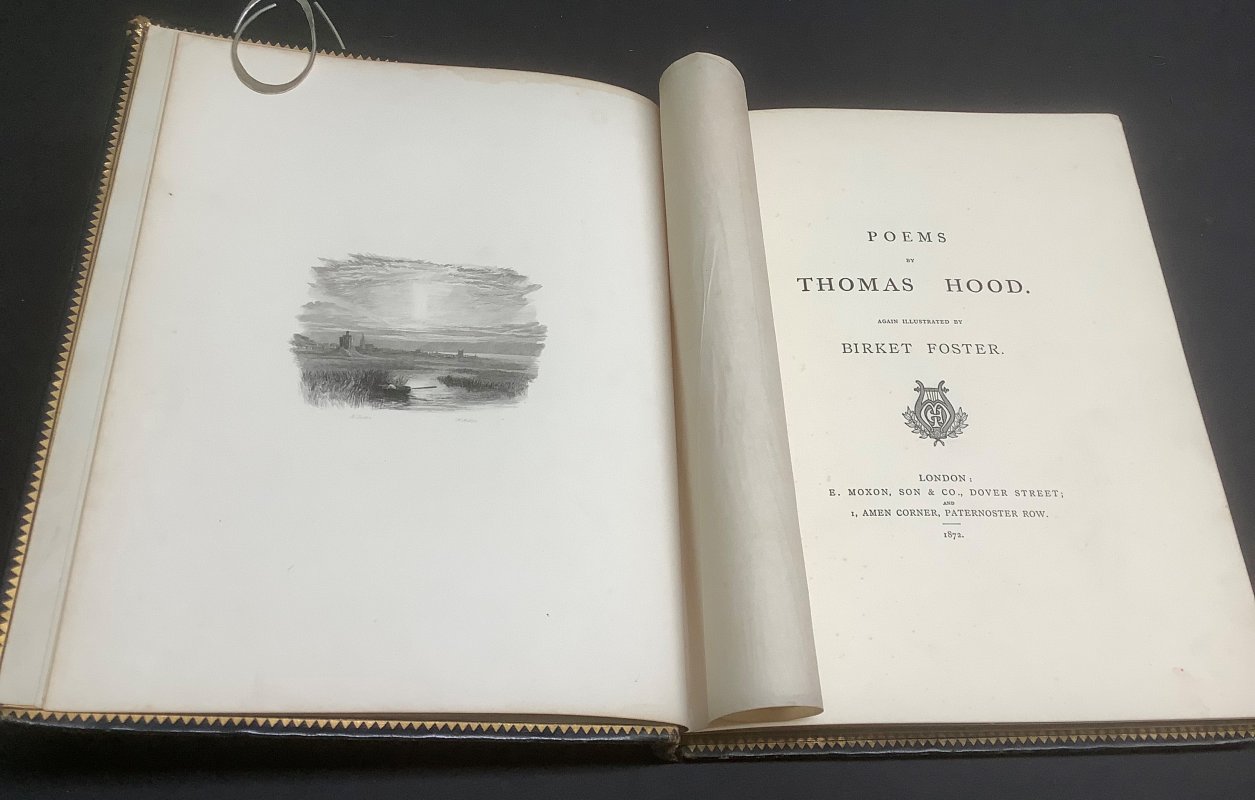 POEMS
BY
THOMAS HOOD.
AGAIN ILLUSTRATED BY
BIRKET FOSTER.
LONDON:
E. MOXON, SON & CO., DOVER STREET;
AND
1, AMEN CORNER, PATERNOSTER ROW.
1872.